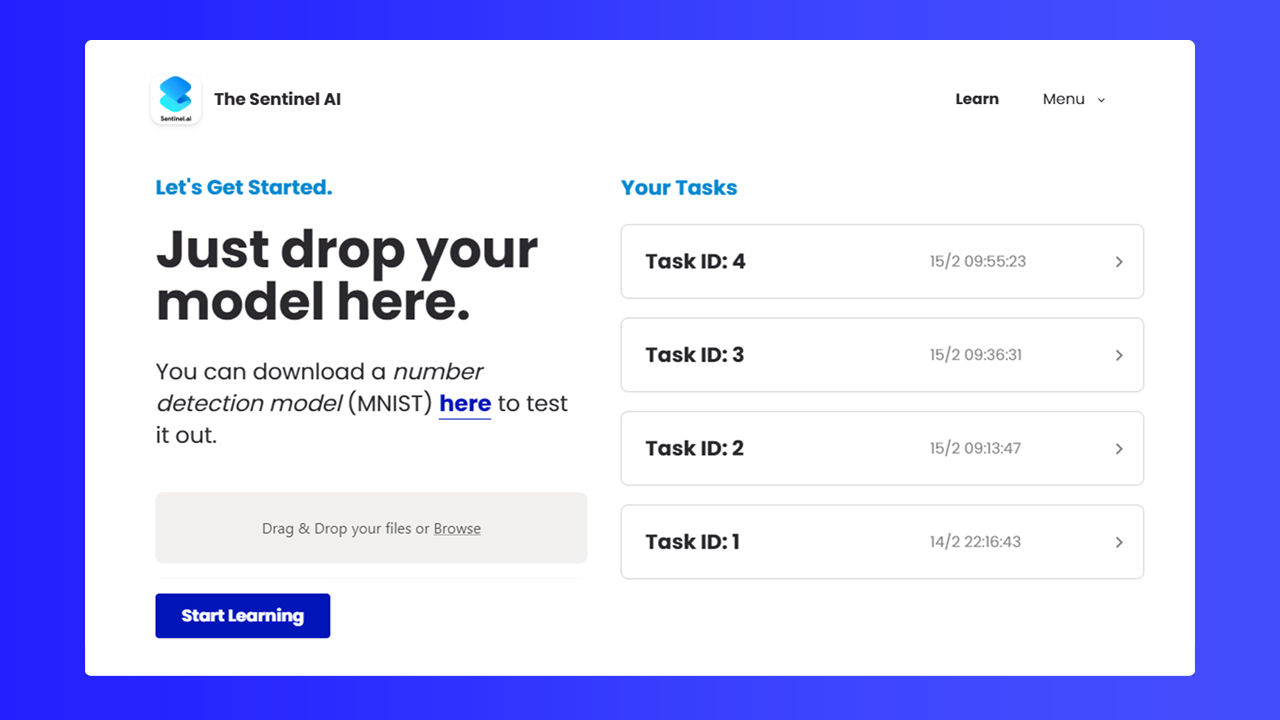 Sentinel.ai
The Sentinel AI
Learn
Menu
Let's Get Started.
Just drop your
model here.
You can download a number
detection model (MNIST) here to test
it out.
Drag & Drop your files or Browse
Start Learning
Your Tasks
Task ID: 4 15/2 09:55:23
Task ID: 3 15/2 09:36:31
Task ID: 2 15/2 09:13:47
Task ID: 1 14/2 22:16:43